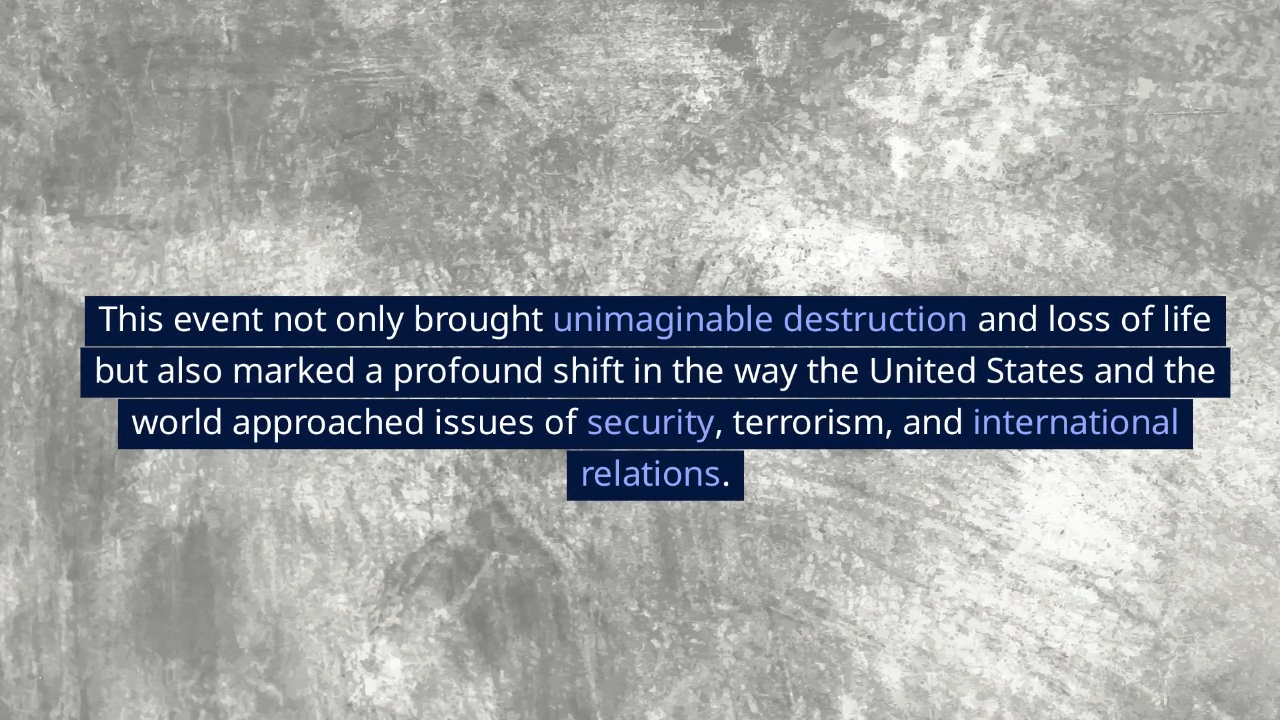 This event not only brought unimaginable destruction and loss of life
but also marked a profound shift in the way the United States and the
world approached issues of security, terrorism, and international
relations.